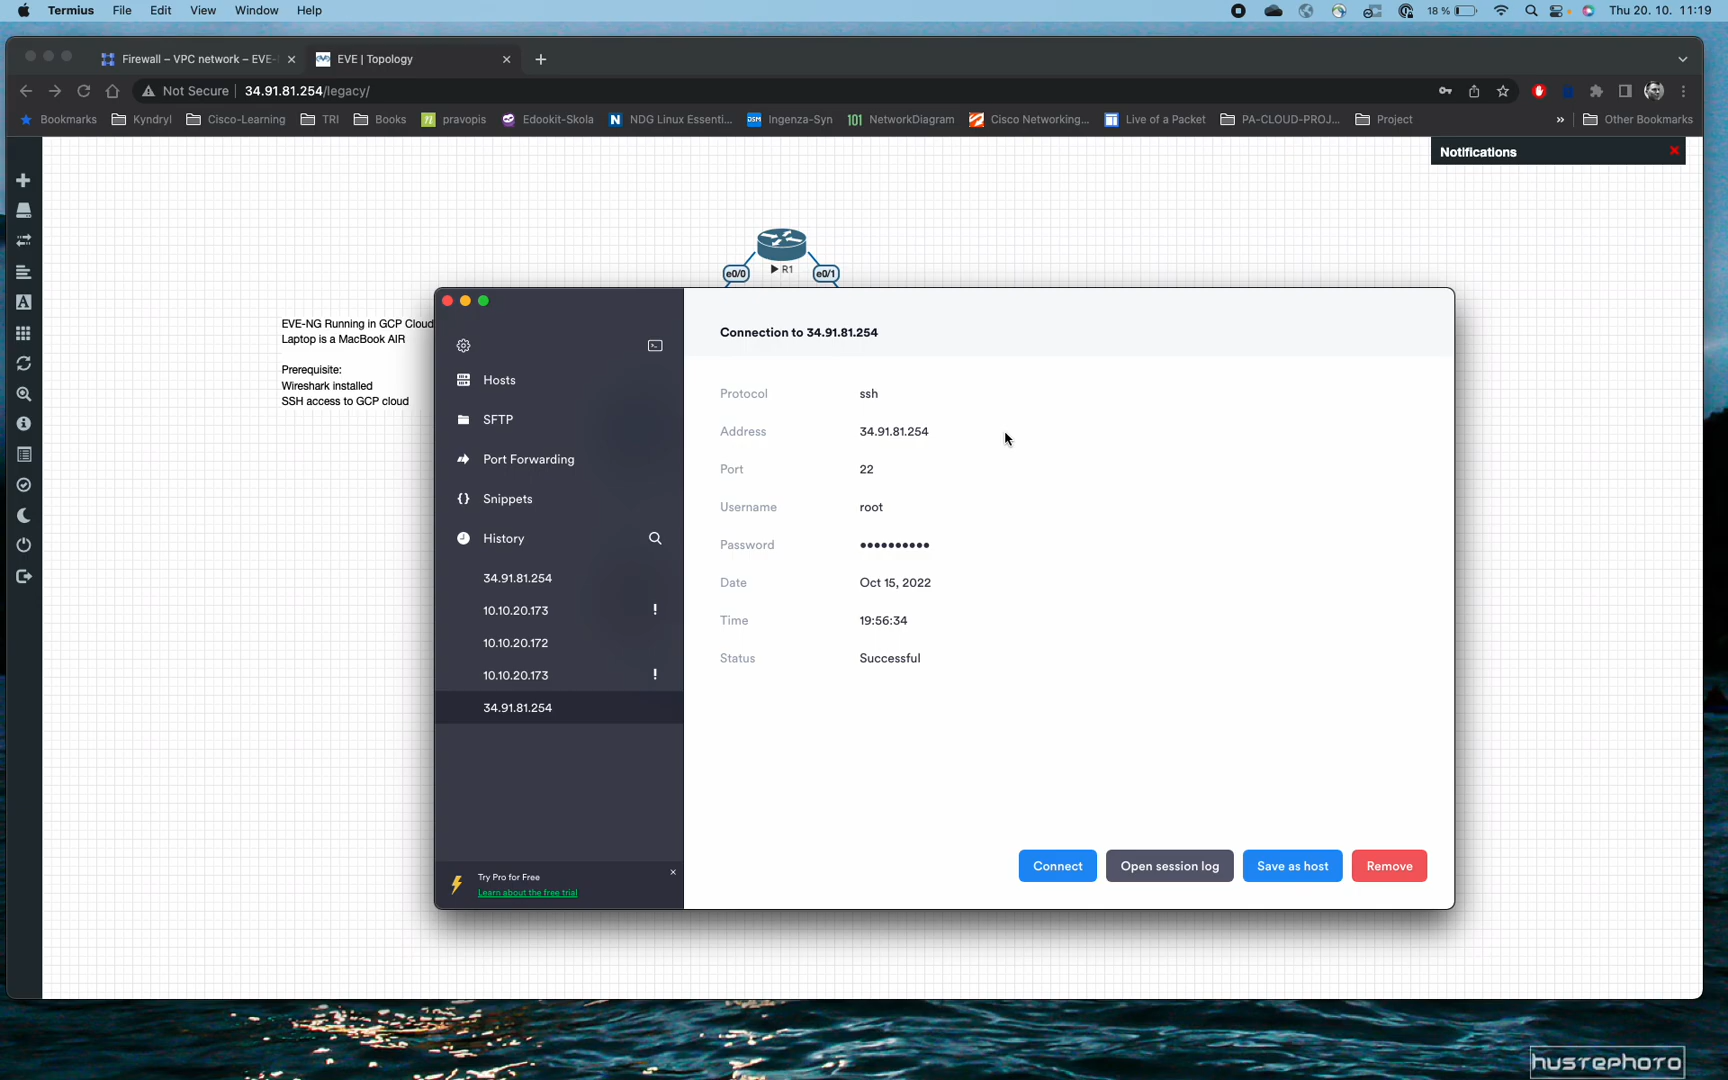 Termius File Edit View Window Help
18 % Thu 20. 10. 11:19
Firewall – VPC network – EVE-
EVE | Topology
Not Secure 34.91.81.254/legacy/
Bookmarks Kyndryl Cisco-Learning TRI Books pravopis Edookit-Skola NDG Linux Essenti... Ingenza-Syn NetworkDiagram Cisco Networking... Live of a Packet PA-CLOUD-PROJ... Project » Other Bookmarks
Notifications
R1
e0/0
e0/1
EVE-NG Running in GCP Cloud
Laptop is a MacBook AIR
Prerequisite:
Wireshark installed
SSH access to GCP cloud
Hosts
SFTP
Port Forwarding
Snippets
History
34.91.81.254
10.10.20.173 !
10.10.20.172
10.10.20.173 !
34.91.81.254
Try Pro for Free
Learn about the free trial
Connection to 34.91.81.254
Protocol ssh
Address 34.91.81.254
Port 22
Username root
Password ••••••••••
Date Oct 15, 2022
Time 19:56:34
Status Successful
Connect Open session log Save as host Remove
hustephoto